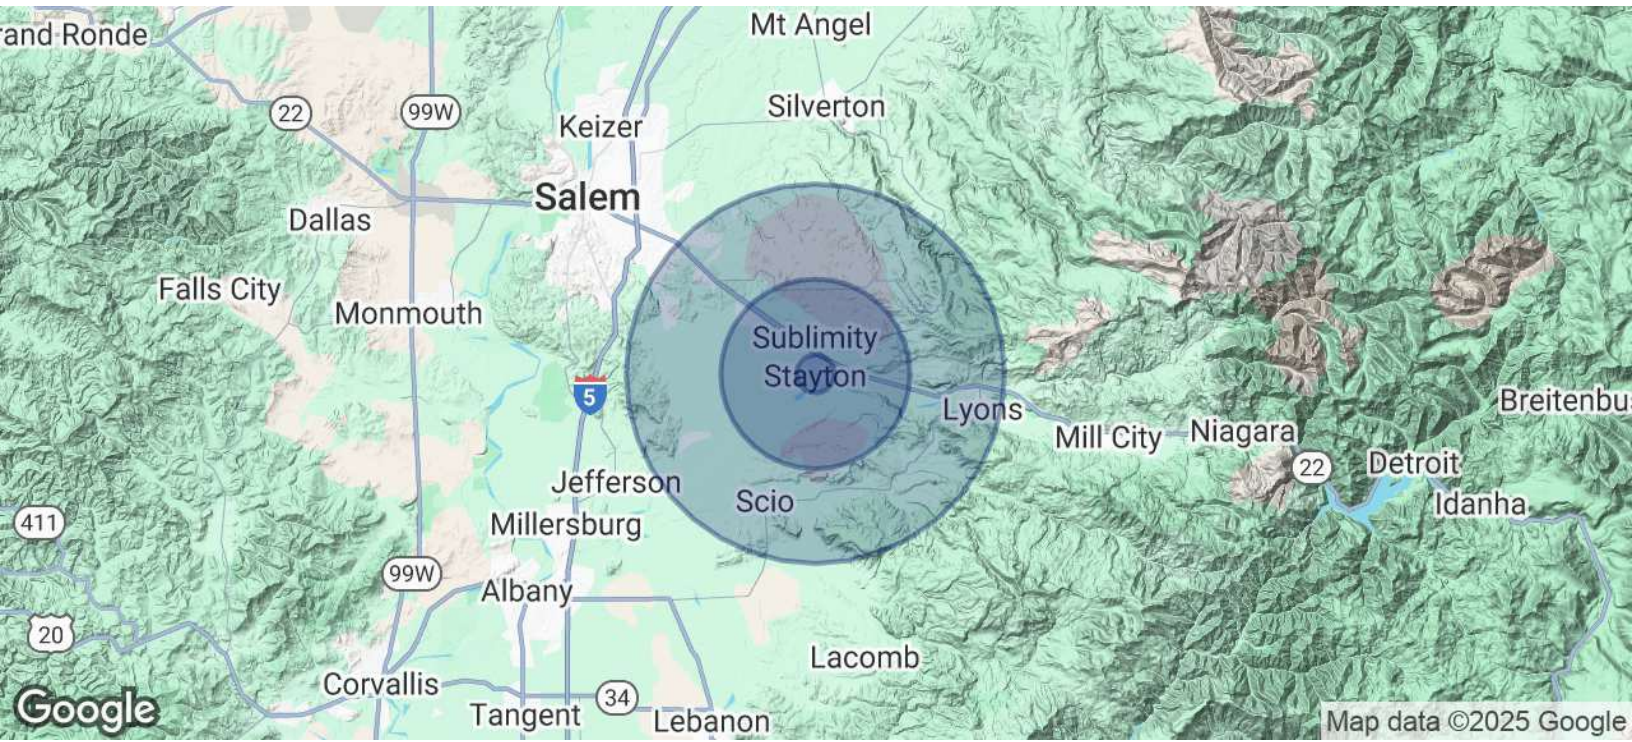 Mt Angel
rand Ronde
22
99W
Silverton
Keizer
Salem
Dallas
Falls City
Monmouth
Sublimity
Stayton
5
Lyons
Breitenbus
Mill City
Niagara
22
Detroit
Idanha
Jefferson
Scio
411
Millersburg
99W
Albany
20
Lacomb
Corvallis
34
Tangent
Lebanon
Google
Map data ©2025 Google